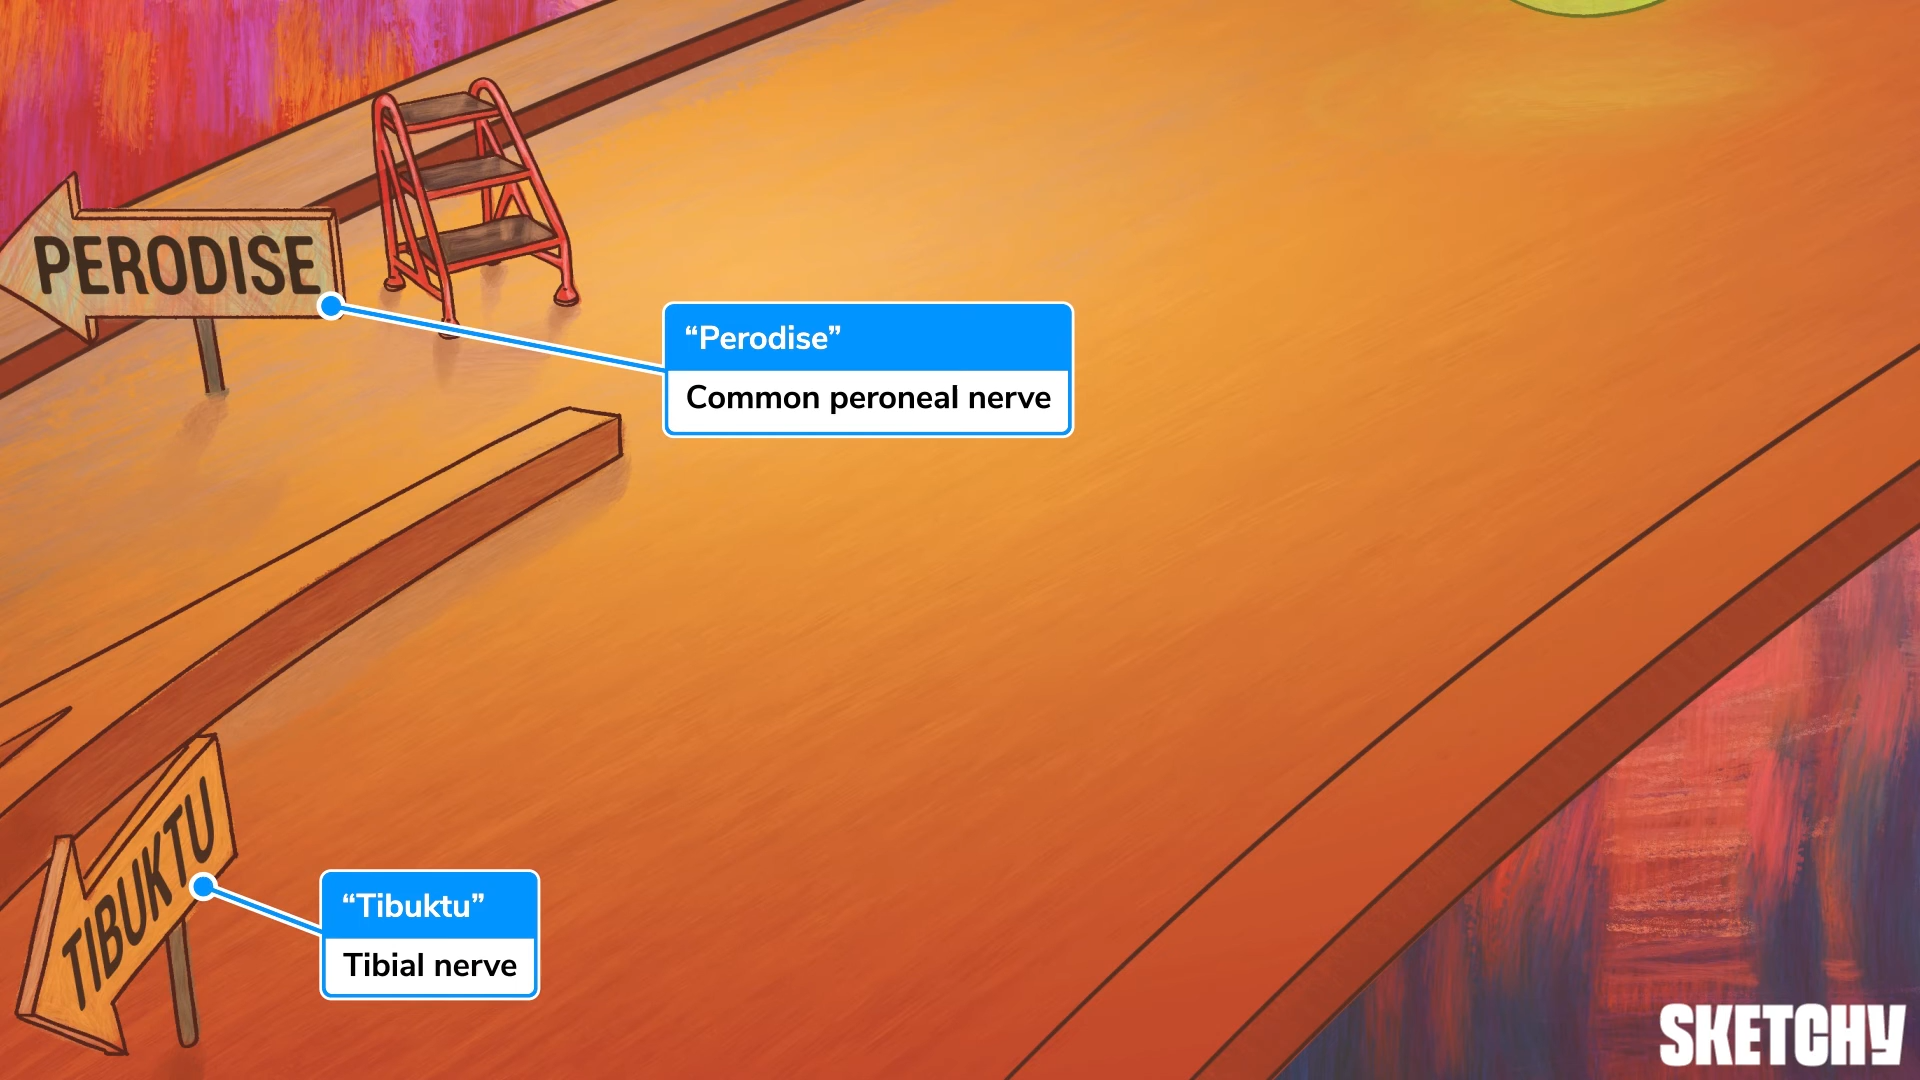 PERODISE
“Perodise”
Common peroneal nerve
TIBUKTU
“Tibuktu”
Tibial nerve
SKETCHY